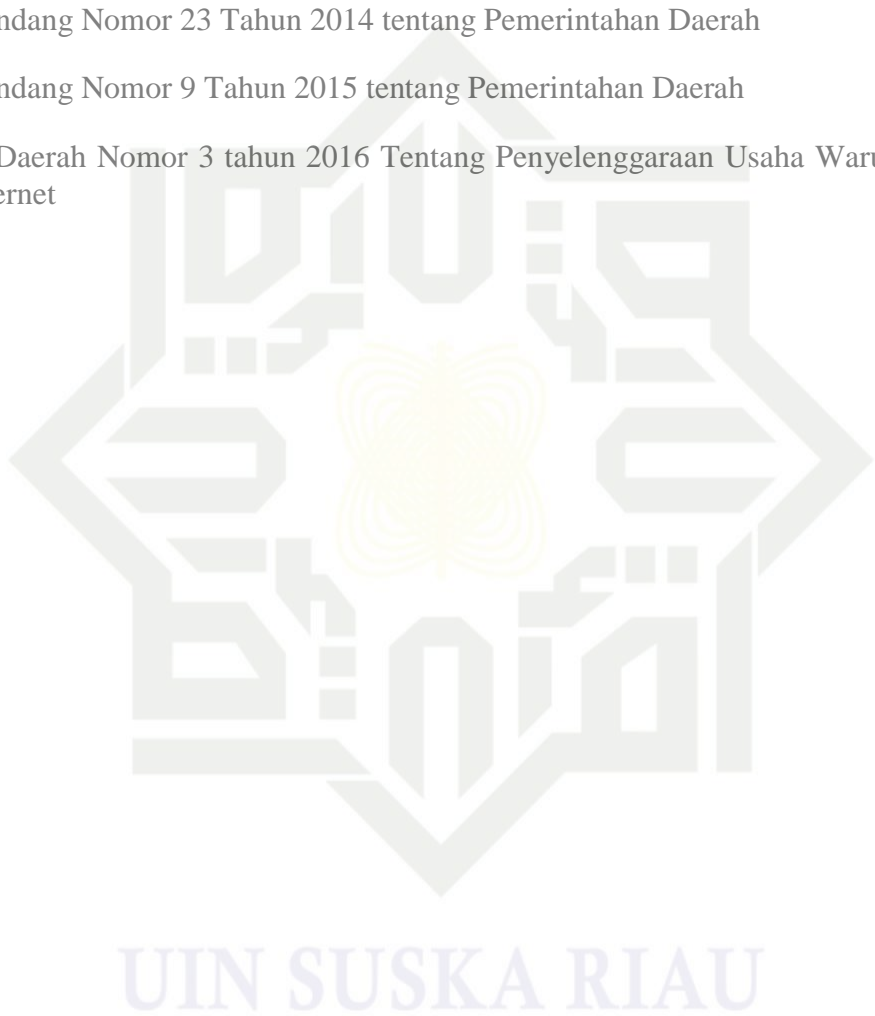 ndang Nomor 23 Tahun 2014 tentang Pemerintahan Daerah
ndang Nomor 9 Tahun 2015 tentang Pemerintahan Daerah
Daerah Nomor 3 tahun 2016 Tentang Penyelenggaraan Usaha Waru
ernet
UIN SUSKA RIAU